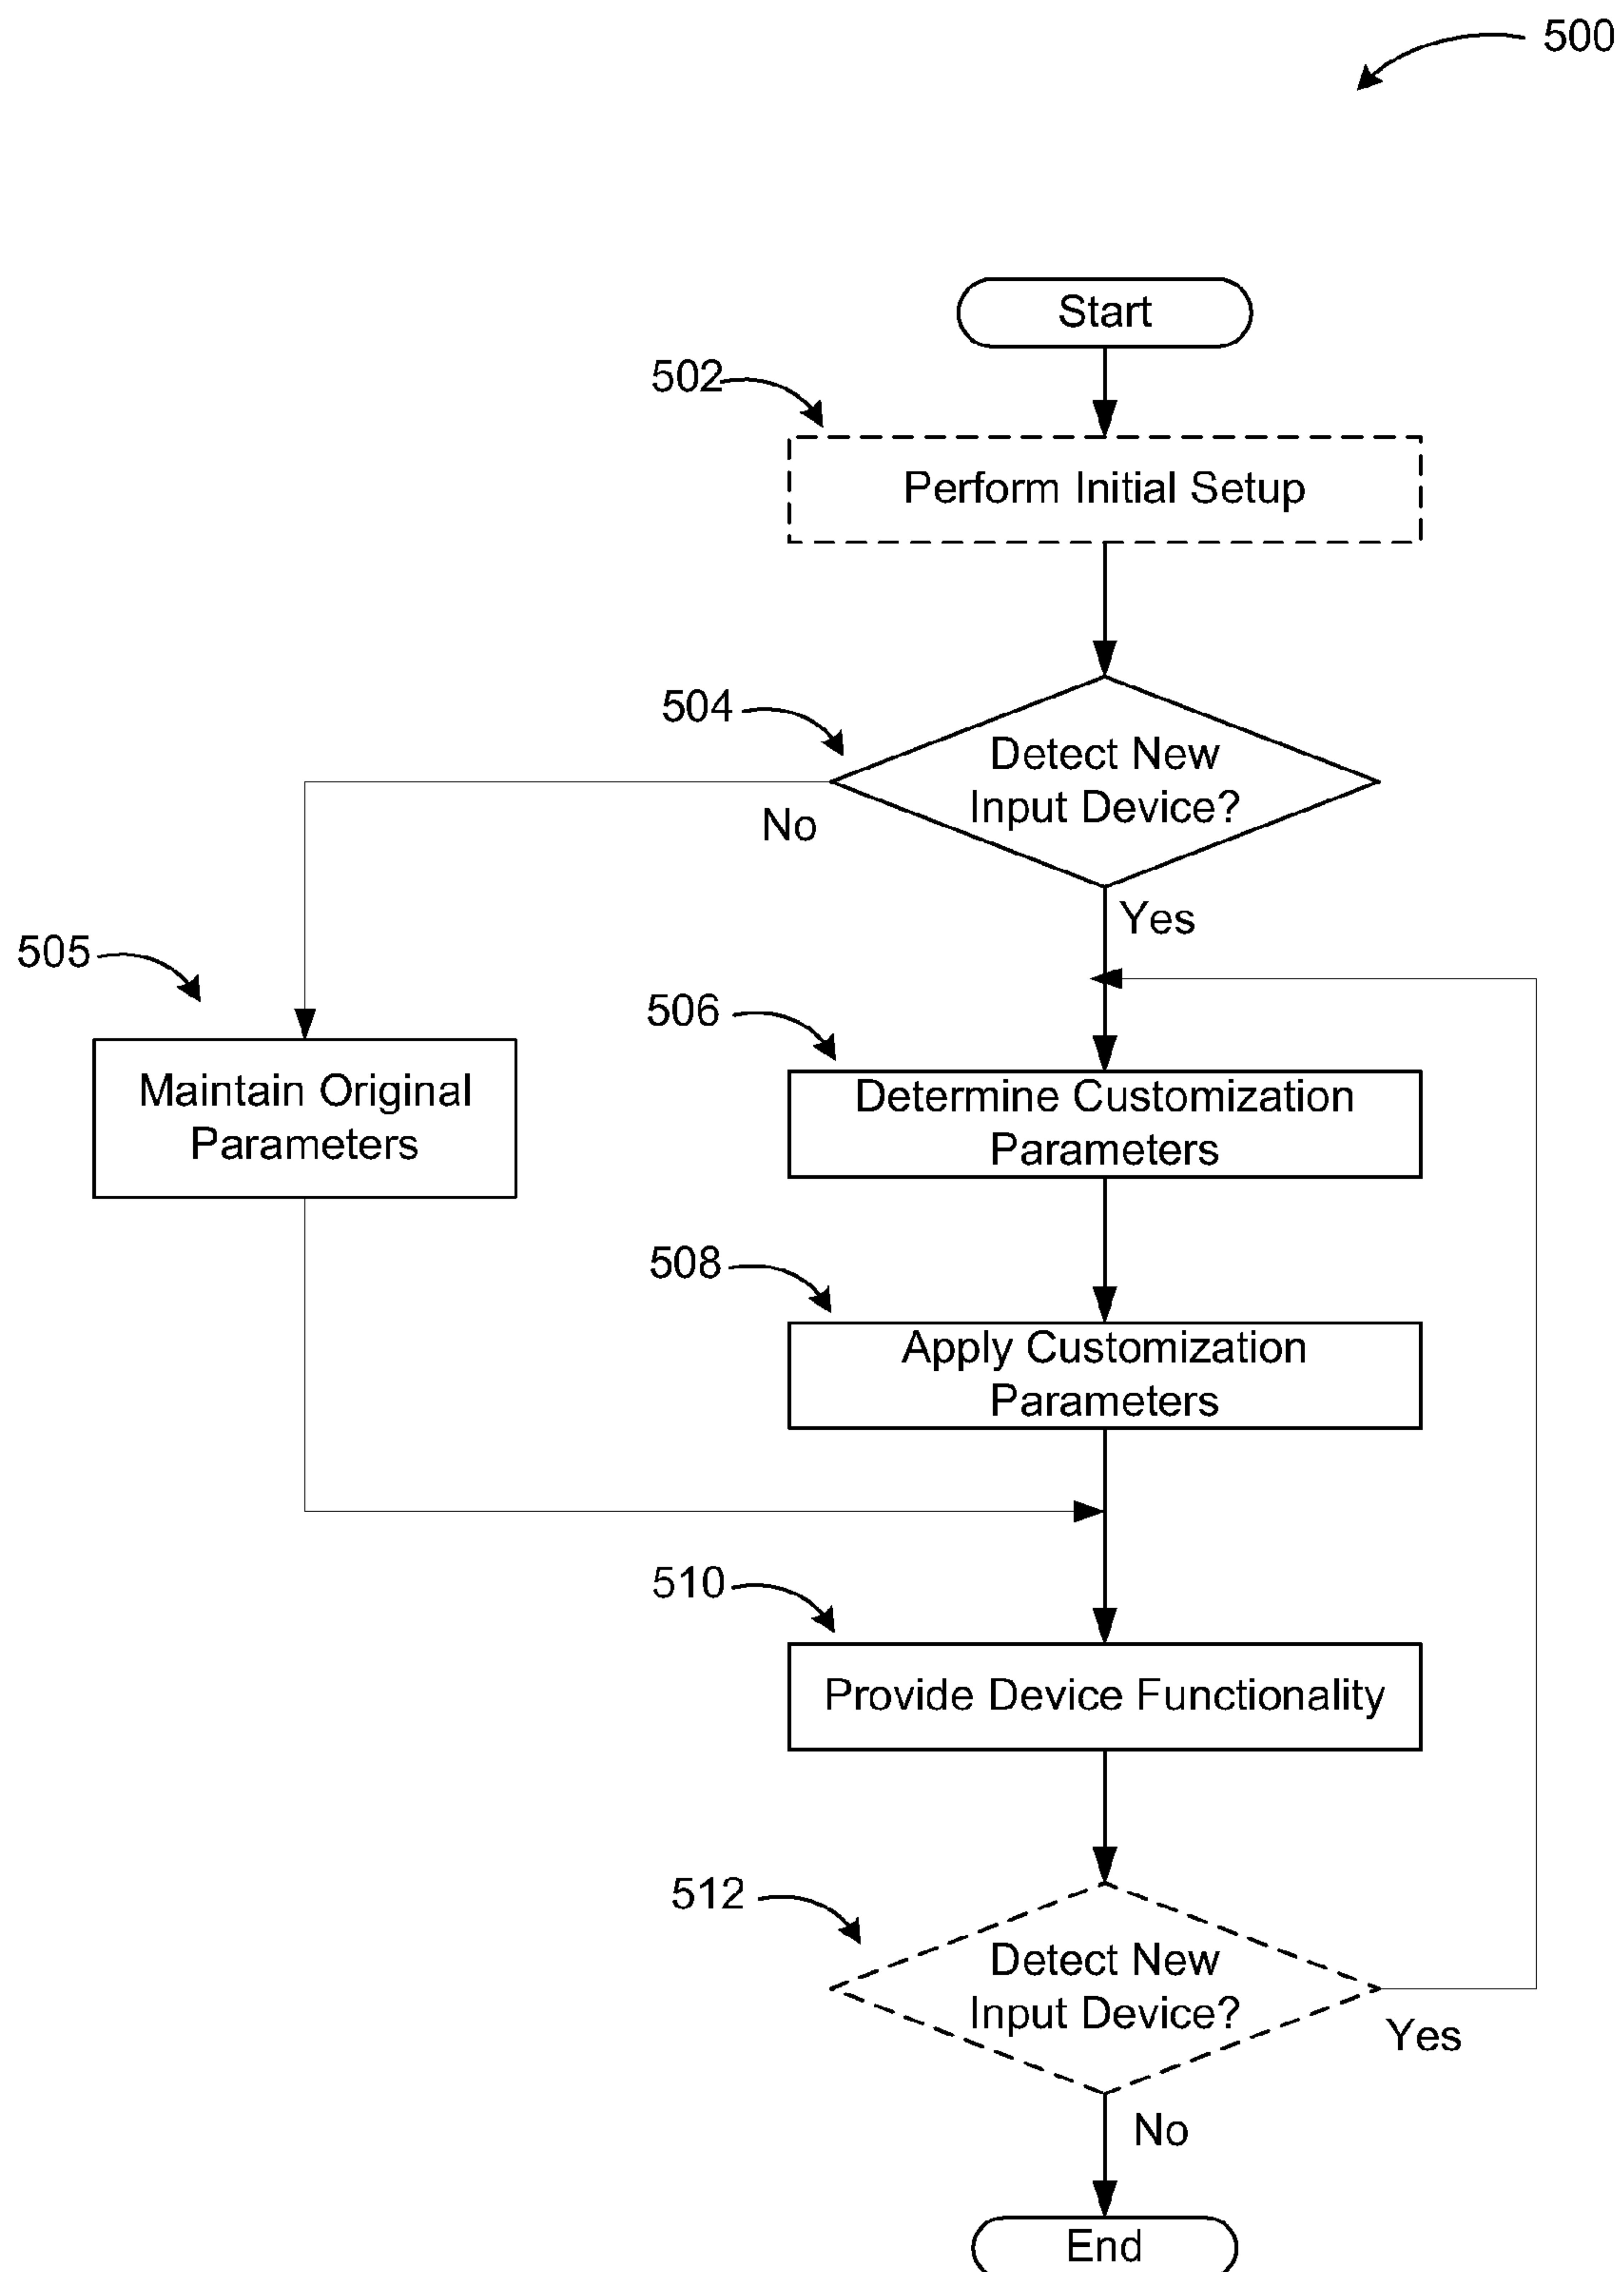 500
Start
502
Perform Initial Setup
504
Detect New
Input Device?
No
Yes
505
Maintain Original
Parameters
506
Determine Customization
Parameters
508
Apply Customization
Parameters
510
Provide Device Functionality
512
Detect New
Input Device?
Yes
No
End